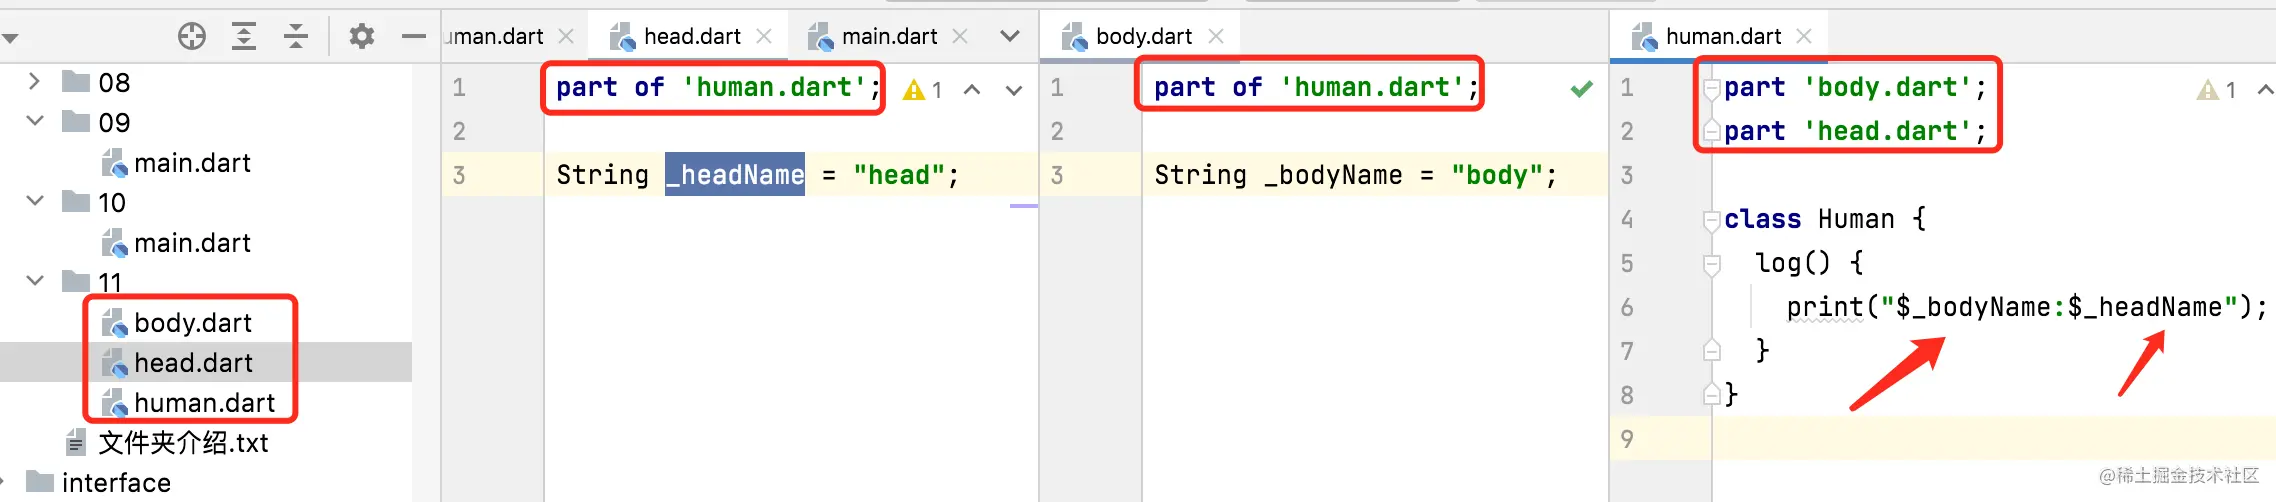 08
09
main.dart
10
main.dart
11
body.dart
head.dart
human.dart
文件夹介绍.txt
interface
uman.dart
head.dart
main.dart
1
part of 'human.dart';
1
2
3
String _headName = "head";
body.dart
1
part of 'human.dart';
2
3
String _bodyName = "body";
human.dart
1
part 'body.dart';
1
2
part 'head.dart';
3
4
class Human {
5
log() {
6
print("$_bodyName:$_headName");
7
}
8
}
9
@稀土掘金技术社区